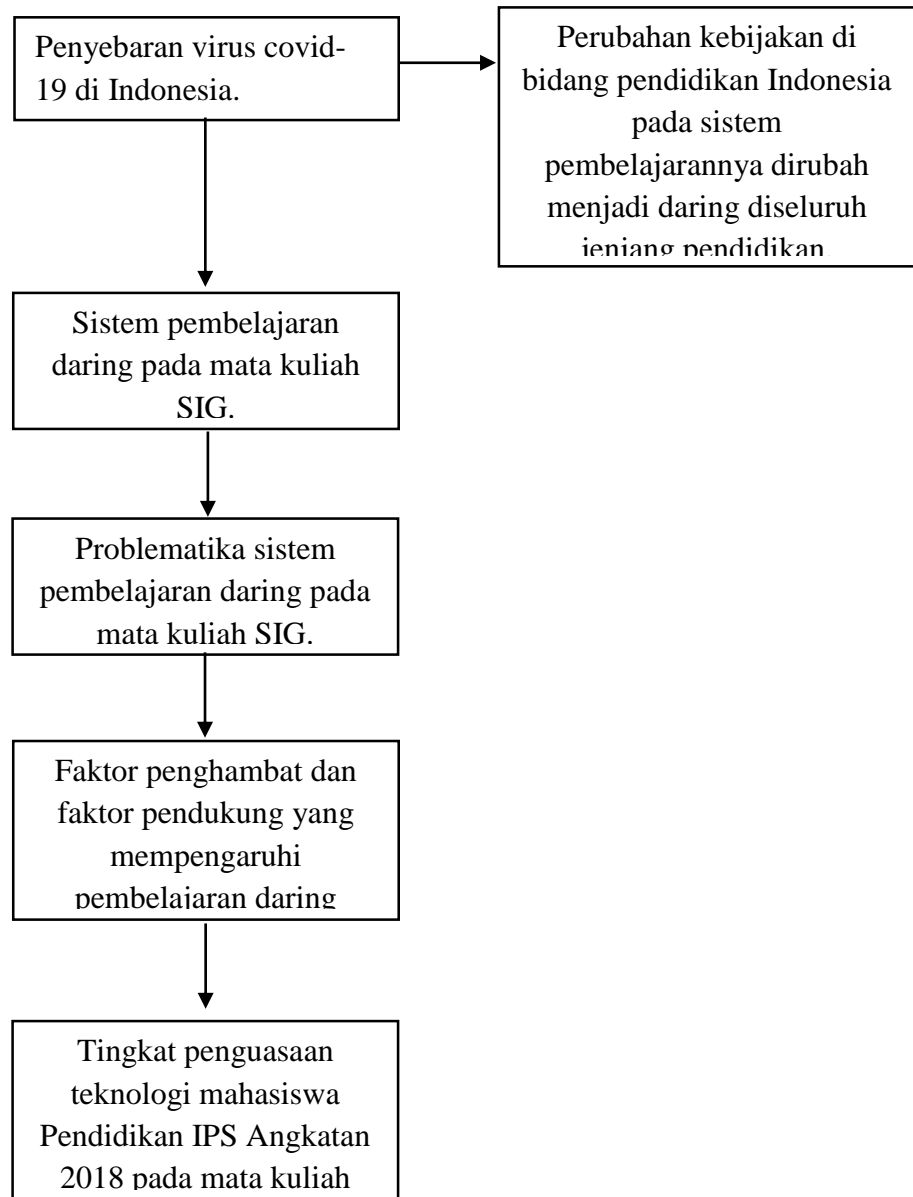 Penyebaran virus covid-
19 di Indonesia.
Perubahan kebijakan di
bidang pendidikan Indonesia
pada sistem
pembelajarannya dirubah
menjadi daring diseluruh
jenjang pendidikan.
Sistem pembelajaran
daring pada mata kuliah
SIG.
Problematika sistem
pembelajaran daring pada
mata kuliah SIG.
Faktor penghambat dan
faktor pendukung yang
mempengaruhi
pembelajaran daring
Tingkat penguasaan
teknologi mahasiswa
Pendidikan IPS Angkatan
2018 pada mata kuliah